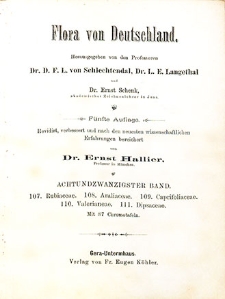 Flora von Deutschland.
Herausgegeben von den Professoren
Dr. D. F. L. von Schlechtendal, Dr. L. E. Langethal
und
Dr. Ernst Schenk,
akademischer Zeichenlehrer in Jena.
Fünfte Auflage.
Revidirt, verbessert und nach den neuesten wissenschaftlichen
Erfahrungen bereichert
von
Dr. Ernst Hallier.
Professor in München.
ACHTUNDZWANZIGSTER BAND.
107. Rubiaceae. 108. Araliaceae. 109. Caprifoliaceae.
110. Valerianeae. 111. Dipsaceae.
Mit 87 Chromotafeln.
Gera-Untermhaus.
Verlag von Fr. Eugen Köhler.